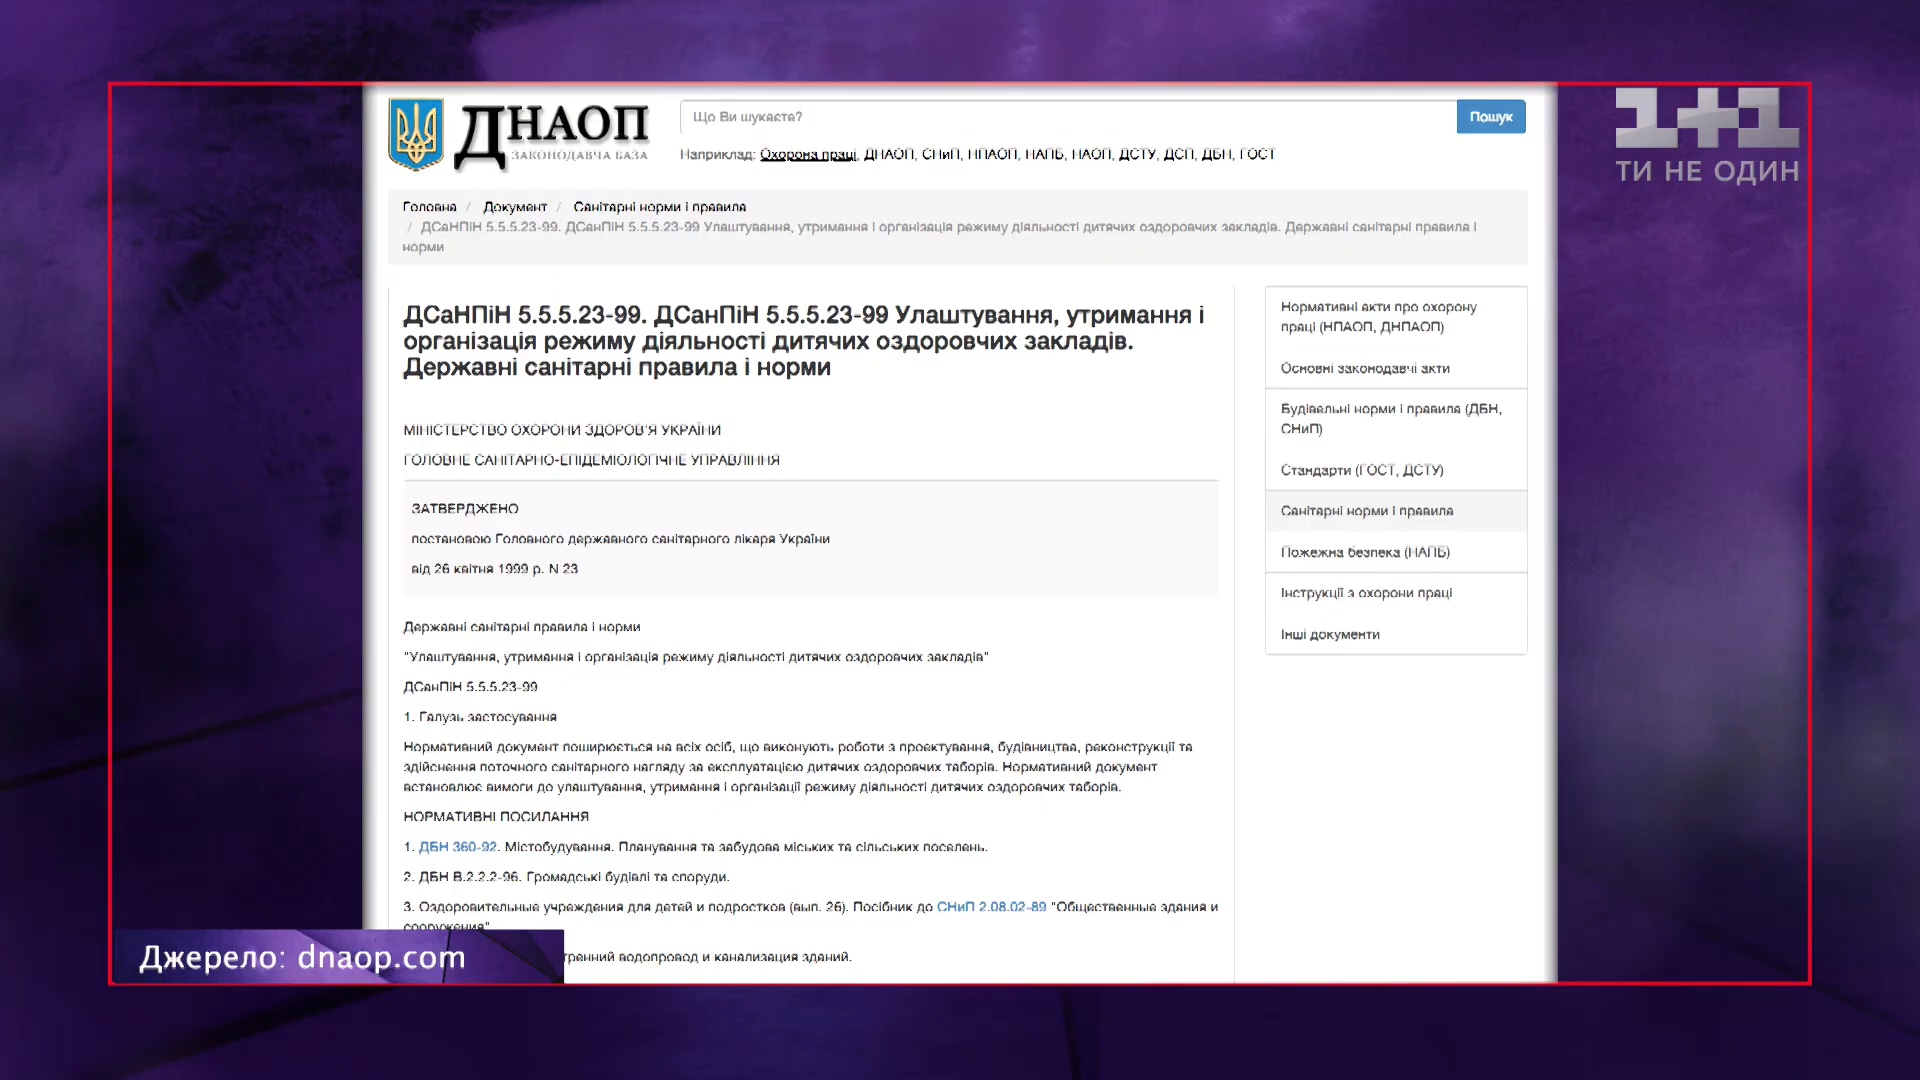 ДНАОП
ЗАКОНОДАВЧА БАЗА
Що Ви шукаєте?
Пошук
Наприклад: Охорона праці, ДНАОП, СНиП, НПАОП, НАПБ, НАОП, ДСТУ, ДСП, ДБН, ГОСТ
1+1
ТИ НЕ ОДИН
Головна / Документ / Санітарні норми і правила
/ ДСаНПіН 5.5.5.23-99. ДСанПіН 5.5.5.23-99 Улаштування, утримання і організація режиму діяльності дитячих оздоровчих закладів. Державні санітарні правила і
норми
ДСаНПіН 5.5.5.23-99. ДСанПіН 5.5.5.23-99 Улаштування, утримання і
організація режиму діяльності дитячих оздоровчих закладів.
Державні санітарні правила і норми
МІНІСТЕРСТВО ОХОРОНИ ЗДОРОВ'Я УКРАЇНИ
ГОЛОВНЕ САНІТАРНО-ЕПІДЕМІОЛОГІЧНЕ УПРАВЛІННЯ
ЗАТВЕРДЖЕНО
постановою Головного державного санітарного лікаря України
від 26 квітня 1999 р. N 23
Державні санітарні правила і норми
"Улаштування, утримання і організація режиму діяльності дитячих оздоровчих закладів"
ДСанПіН 5.5.5.23-99
1. Галузь застосування
Нормативний документ поширюється на всіх осіб, що виконують роботи з проектування, будівництва, реконструкції та
здійснення поточного санітарного нагляду за експлуатацією дитячих оздоровчих таборів. Нормативний документ
встановлює вимоги до улаштування, утримання і організації режиму діяльності дитячих оздоровчих таборів.
НОРМАТИВНІ ПОСИЛАННЯ
1. ДБН 360-92. Містобудування. Планування та забудова міських та сільських поселень.
2. ДБН В.2.2.2-96. Громадські будівлі та споруди.
3. Оздоровительные учреждения для детей и подростков (вып. 26). Посібник до СНиП 2.08.02-89 "Общественные здания и
сооружения"
тренний водопровод и канализация зданий.
Нормативні акти про охорону
праці (НПАОП, ДНПАОП)
Основні законодавчі акти
Будівельні норми і правила (ДБН,
СНиП)
Стандарти (ГОСТ, ДСТУ)
Санітарні норми і правила
Пожежна безпека (НАПБ)
Інструкції з охорони праці
Інші документи
Джерело: dnaop.com